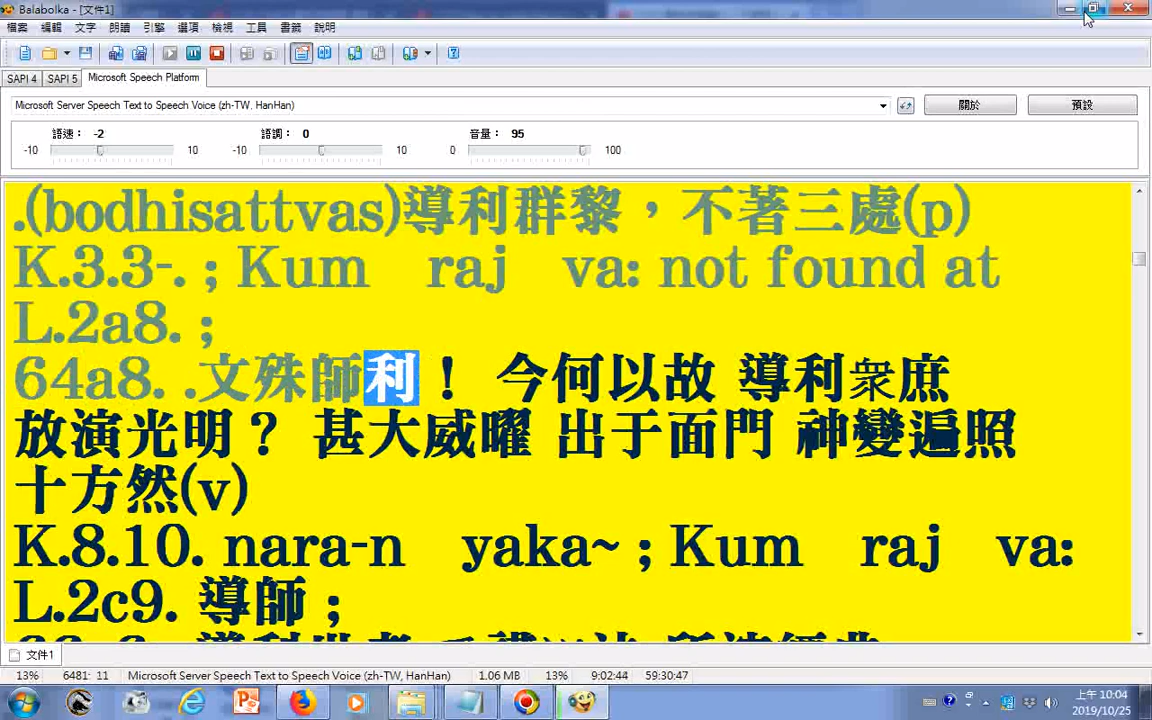 Balabolka - [文件1]
檔案 編輯 文字 朗讀 引擎 選項 檢視 工具 書籤 說明
SAPI 4 SAPI 5 Microsoft Speech Platform
Microsoft Server Speech Text to Speech Voice (zh-TW, HanHan) 關於 預設
語速： -2 語調： 0 音量： 95
-10 10 -10 10 0 100
.(bodhisattvas)導利群黎，不著三處(p)
K.3.3-. ; Kum raj va: not found at
L.2a8. ;
64a8. .文殊師利！ 今何以故 導利衆庶
放演光明？ 甚大威曜 出于面門 神變遍照
十方然(v)
K.8.10. nara-n yaka~ ; Kum raj va:
L.2c9. 導師；
文件1
13% 6481: 11 Microsoft Server Speech Text to Speech Voice (zh-TW, HanHan) 1.06 MB 13% 9:02:44 59:30:47
上午 10:04
2019/10/25